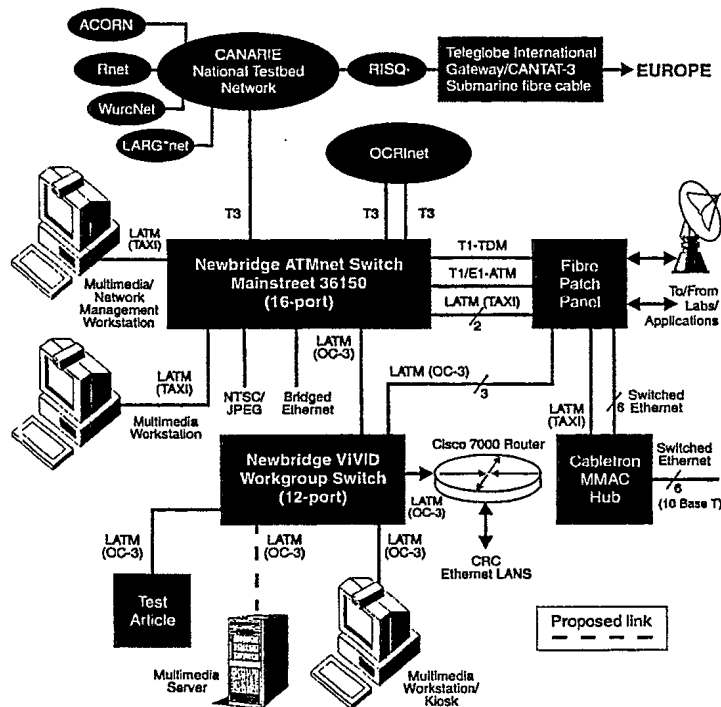 ACORN
Rnet
WurcNet
LARG*net
CANARIE
National Testbed
Network
RISQ
Teleglobe International
Gateway/CANTAT-3
Submarine fibre cable
EUROPE
OCRInet
T3
T3
T3
LATM
(TAXI)
Multimedia/
Network
Management
Workstation
Newbridge ATMnet Switch
Mainstreet 36150
(16-port)
T1-TDM
T1/E1-ATM
LATM (TAXI)
2
Fibre
Patch
Panel
To/From
Labs/
Applications
LATM
(TAXI)
Multimedia
Workstation
NTSC/
JPEG
Bridged
Ethernet
LATM
(OC-3)
LATM (OC-3)
3
LATM
(TAXI)
6
Switched
Ethernet
Newbridge ViVID
Workgroup Switch
(12-port)
Cisco 7000 Router
LATM
(OC-3)
CRC
Ethernet LANS
Cabletron
MMAC
Hub
Switched
Ethernet
6
(10 Base T)
LATM
(OC-3)
LATM
(OC-3)
LATM
(OC-3)
Test
Article
Multimedia
Server
Multimedia
Workstation/
Kiosk
Proposed link